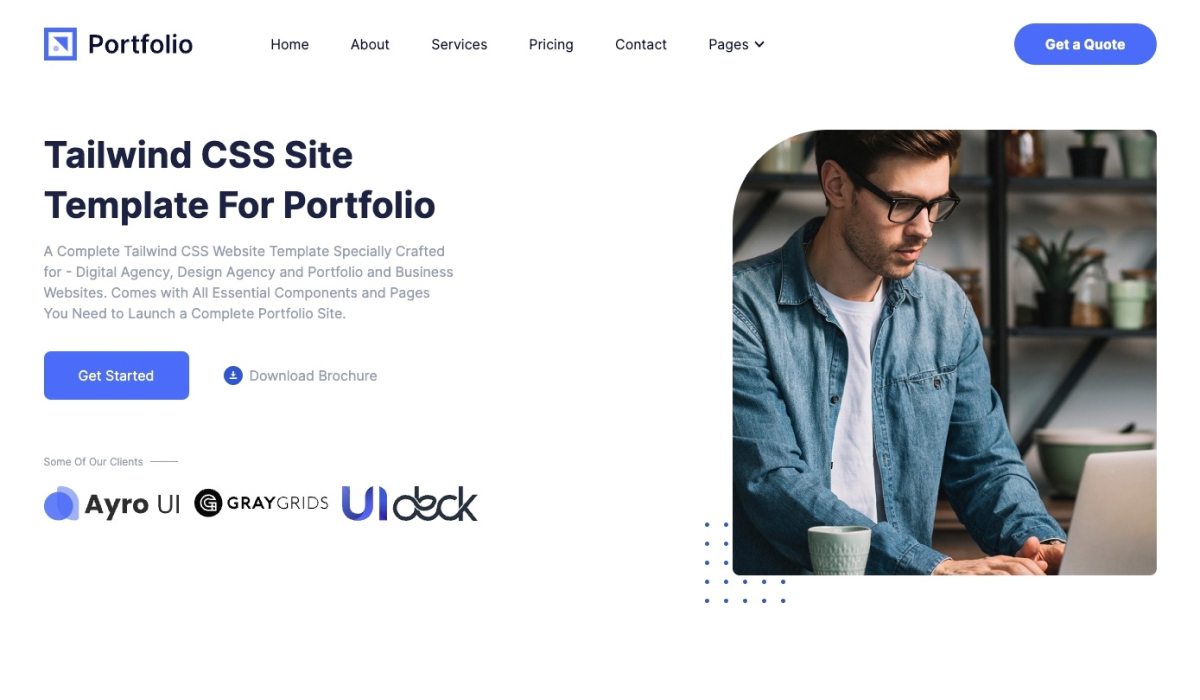 Portfolio
Home
About
Services
Pricing
Contact
Pages
Get a Quote
Tailwind CSS Site
Template For Portfolio
A Complete Tailwind CSS Website Template Specially Crafted
for - Digital Agency, Design Agency and Portfolio and Business
Websites. Comes with All Essential Components and Pages
You Need to Launch a Complete Portfolio Site.
Get Started
Download Brochure
Some Of Our Clients
Ayro UI
GRAYGRIDS
UIdeck